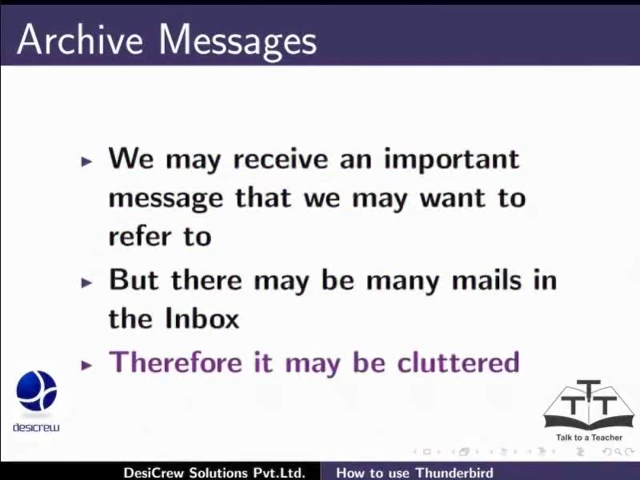 Archive Messages
We may receive an important
message that we may want to
refer to
But there may be many mails in
the Inbox
Therefore it may be cluttered
desicrew
TTT
Talk to a Teacher
DesiCrew Solutions Pvt.Ltd. How to use Thunderbird